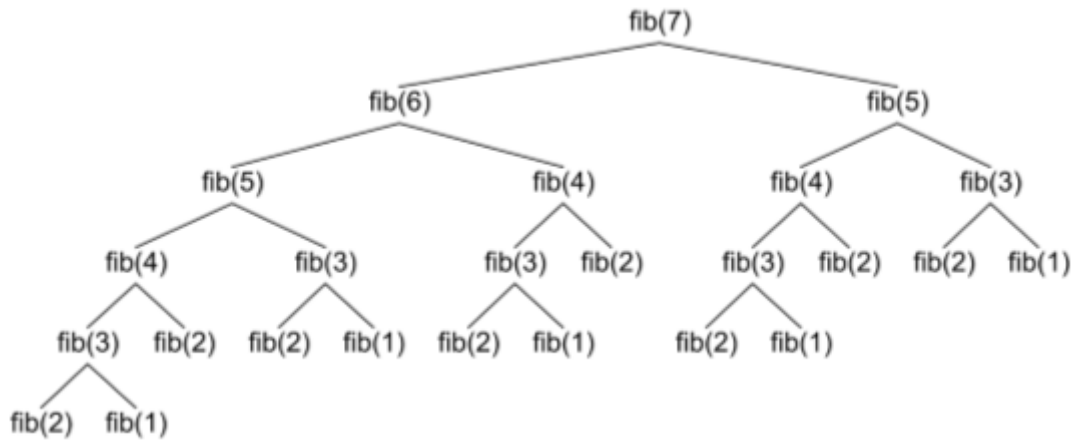 fib(7)
fib(6) fib(5)
fib(5) fib(4) fib(4) fib(3)
fib(4) fib(3) fib(3) fib(2) fib(3) fib(2) fib(2) fib(1)
fib(3) fib(2) fib(2) fib(1) fib(2) fib(1) fib(2) fib(1)
fib(2) fib(1)